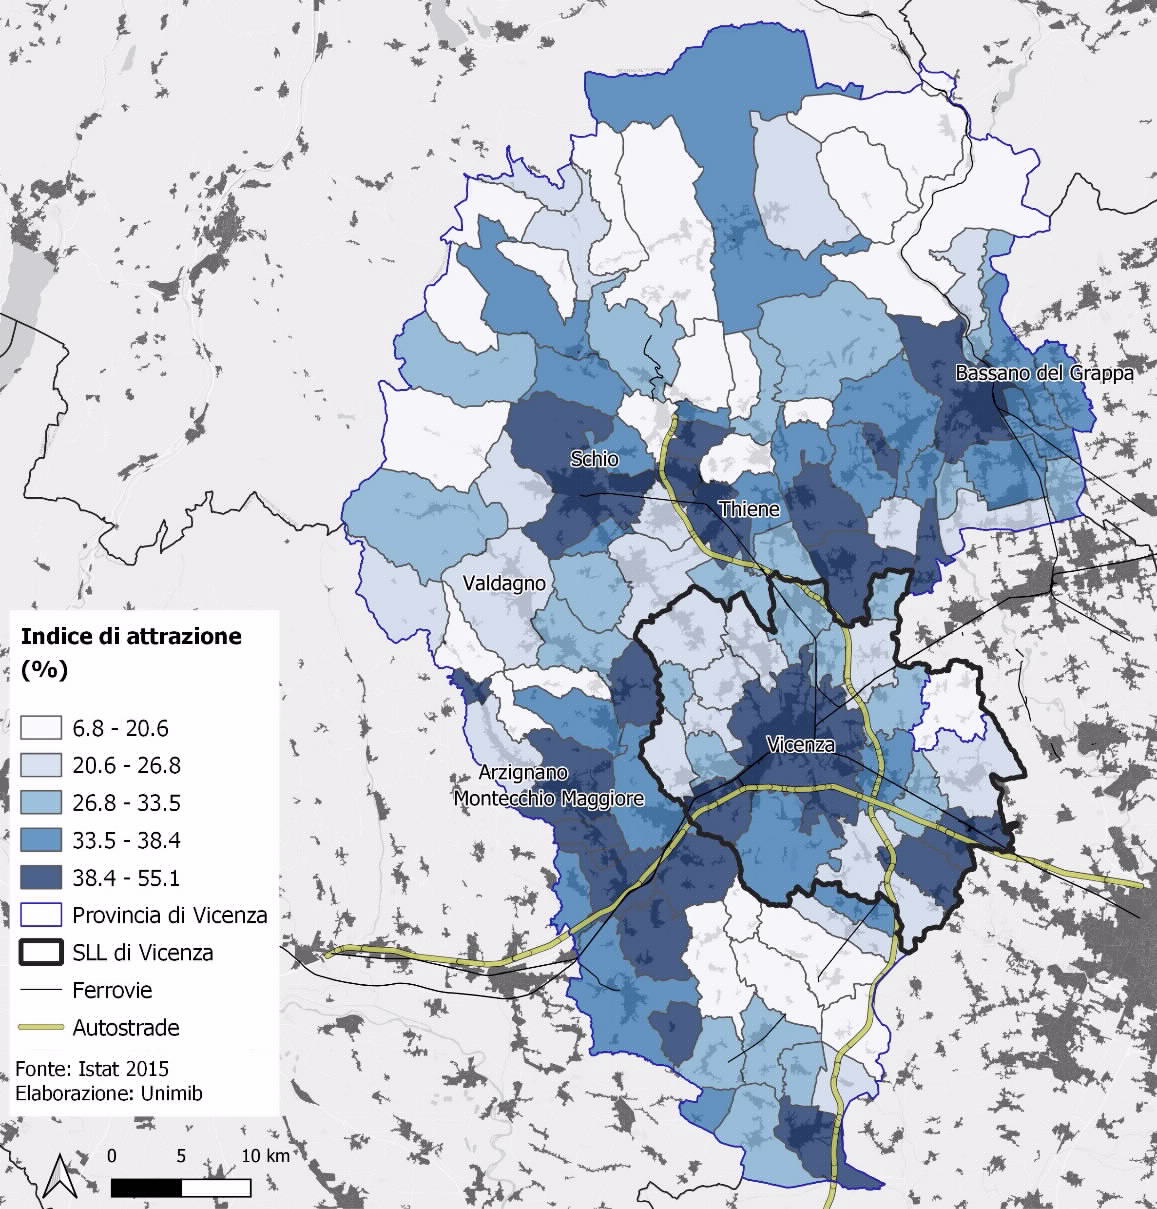 Bassano del Grappa
Schio
Thiene
Valdagno
Vicenza
Arzignano
Montecchio Maggiore
Indice di attrazione
(%)
6.8 - 20.6
20.6 - 26.8
26.8 - 33.5
33.5 - 38.4
38.4 - 55.1
Provincia di Vicenza
SLL di Vicenza
Ferrovie
Autostrade
Fonte: Istat 2015
Elaborazione: Unimib
0 5 10 km